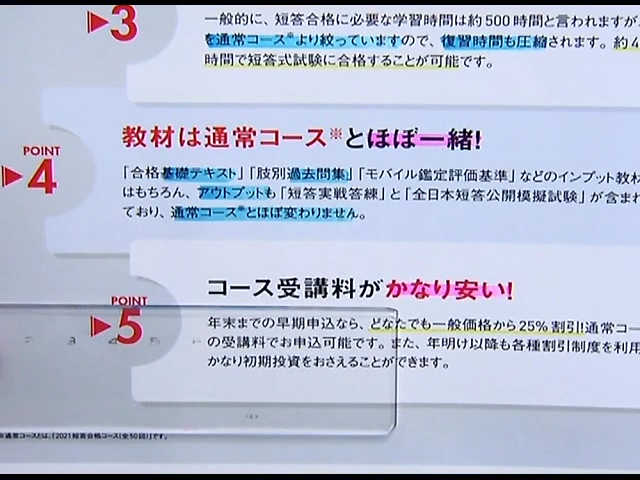 ▶3
一般的に、短答合格に必要な学習時間は約500時間と言われますが
を通常コース※より絞っていますので、復習時間も圧縮されます。約4
時間で短答式試験に合格することが可能です。
POINT
▶4
教材は通常コース※とほぼ一緒!
「合格基礎テキスト」「肢別過去問集」「モバイル鑑定評価基準」などのインプット教材
はもちろん、アウトプットも「短答実戦答練」と「全日本短答公開模擬試験」が含まれ
ており、通常コース※とほぼ変わりません。
POINT
▶5
コース受講料がかなり安い!
年末までの早期申込なら、どなたでも一般価格から25%割引!通常コー
の受講料でお申込可能です。また、年明け以降も各種割引制度を利用
かなり初期投資をおさえることができます。
※通常コースとは、「2021短答合格コース(全50回)」です。